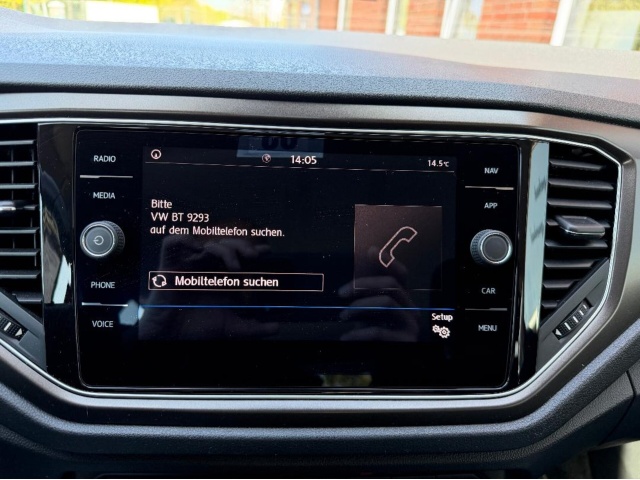 14:05
14.5°C
RADIO
MEDIA
PHONE
VOICE
Bitte
VW BT 9293
auf dem Mobiltelefon suchen.
Mobiltelefon suchen
Setup
NAV
APP
CAR
MENU